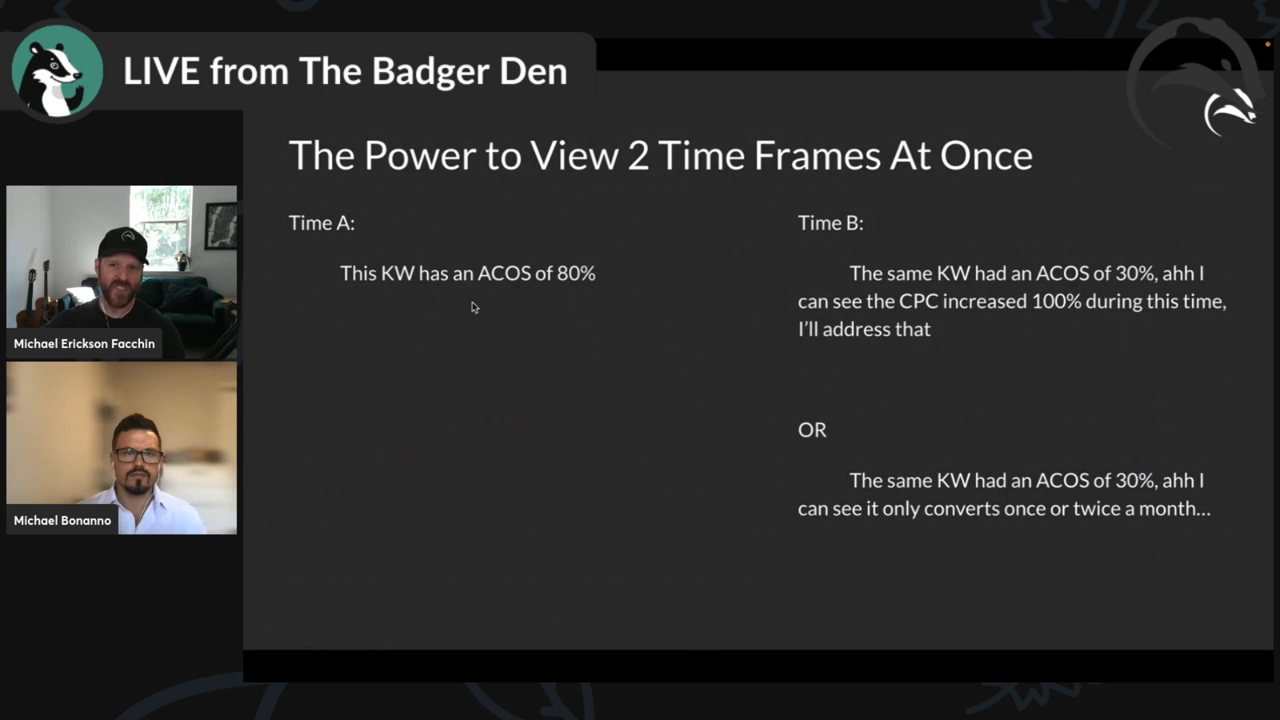 LIVE from The Badger Den
The Power to View 2 Time Frames At Once
Time A:
This KW has an ACOS of 80%
Time B:
The same KW had an ACOS of 30%, ahh I
can see the CPC increased 100% during this time,
I’ll address that
OR
The same KW had an ACOS of 30%, ahh I
can see it only converts once or twice a month...
Michael Erickson Facchin
Michael Bonanno